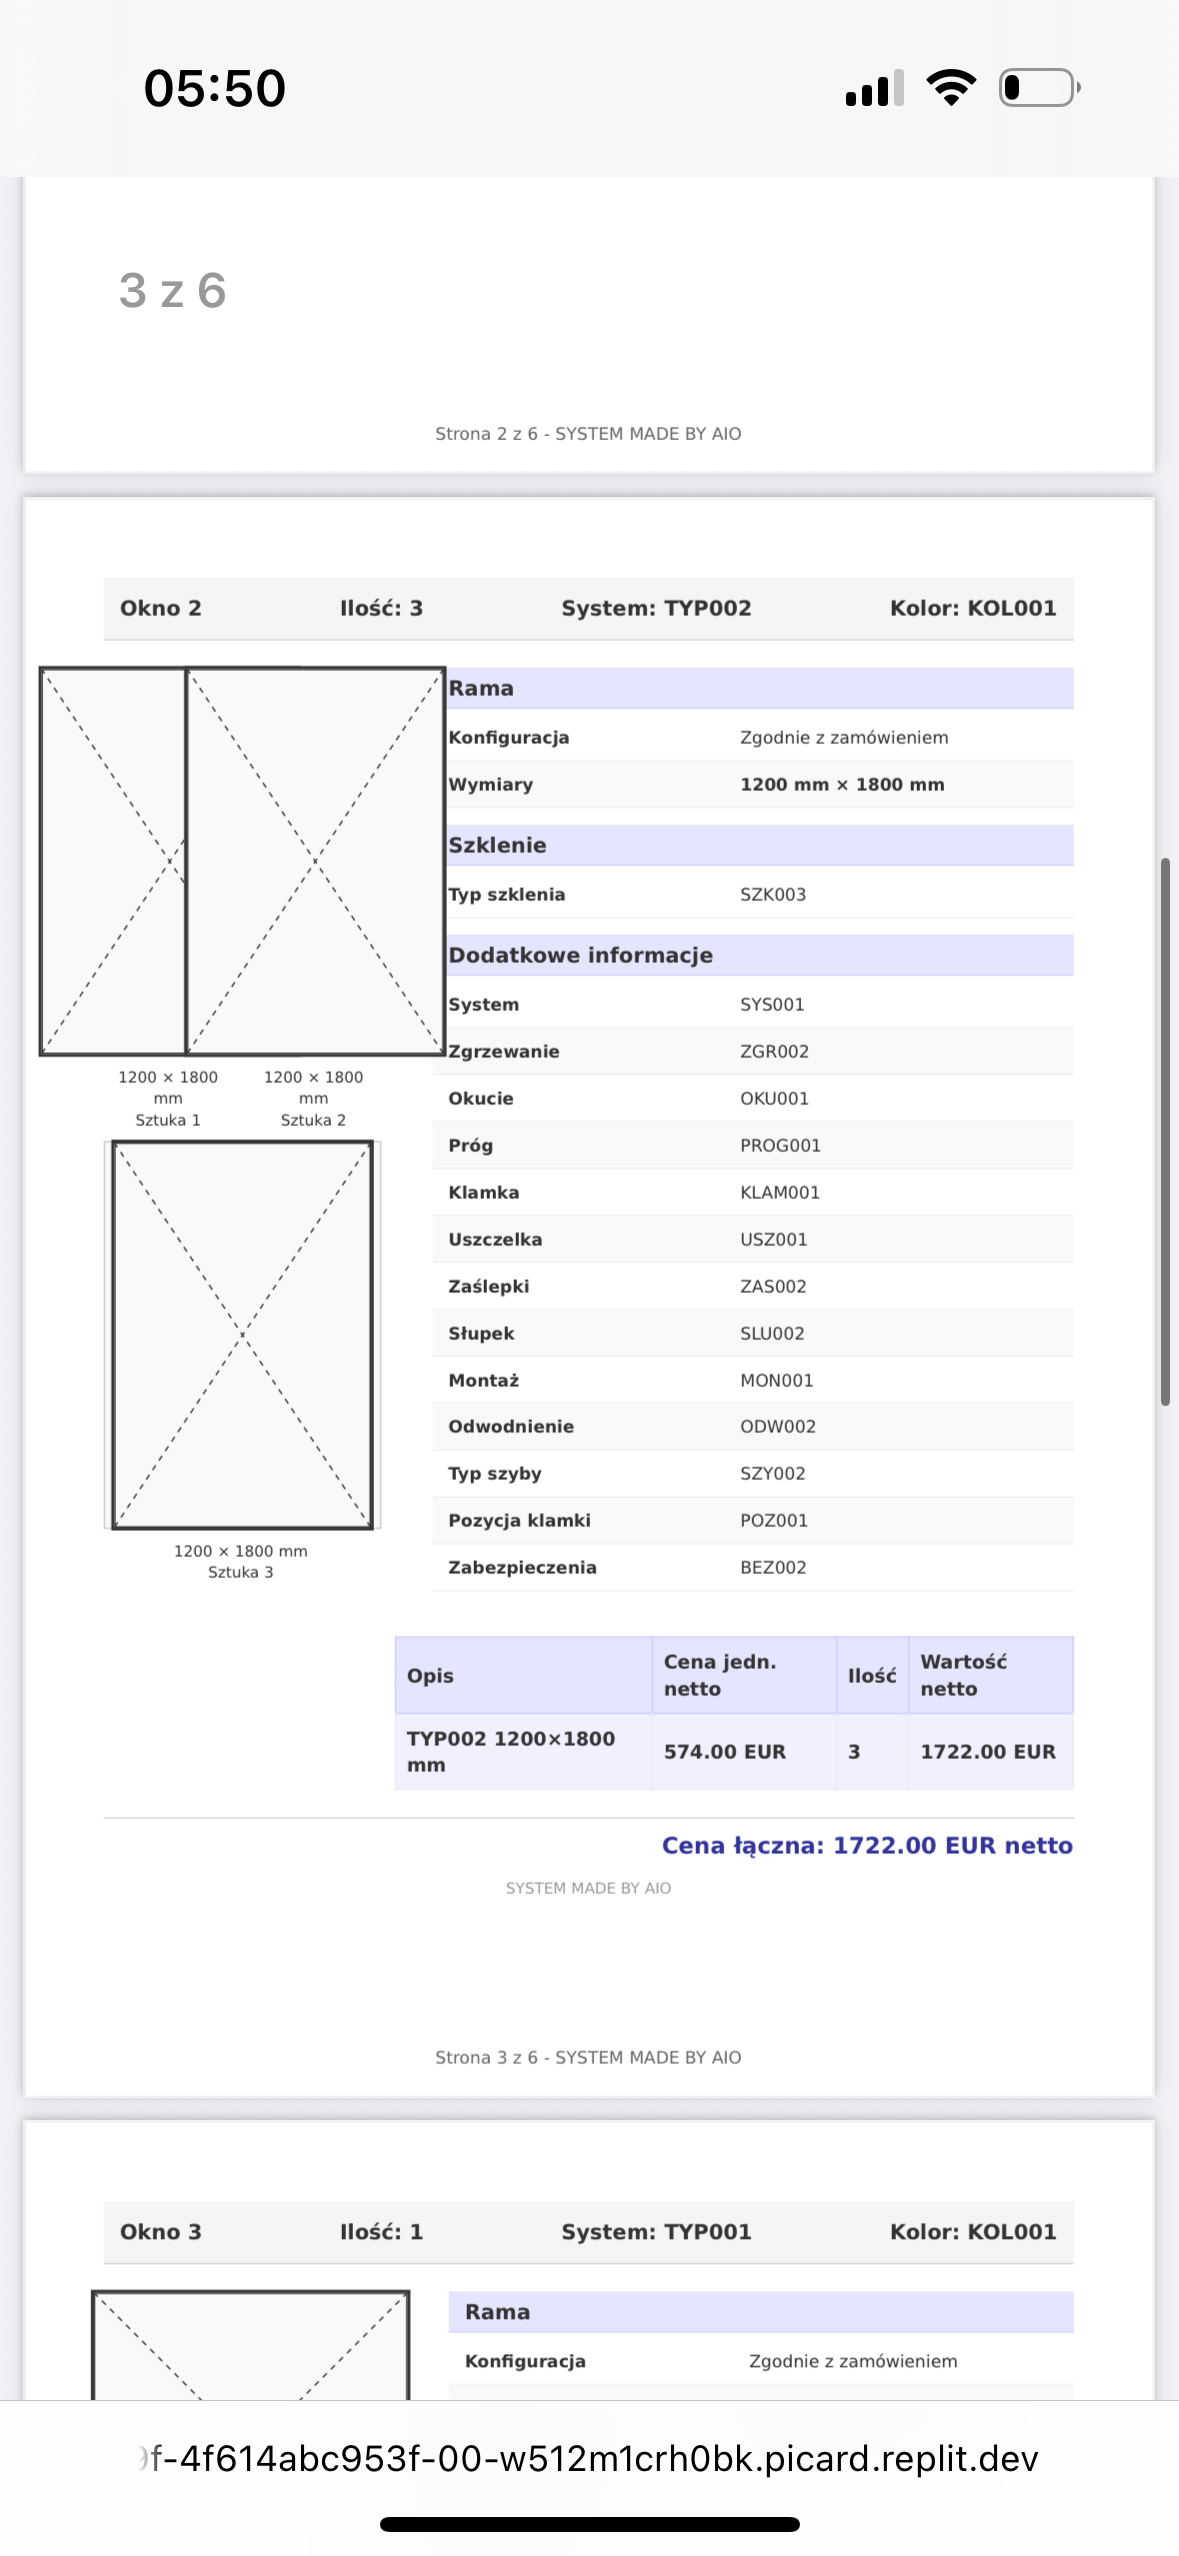 05:50
3 z 6
Strona 2 z 6 - SYSTEM MADE BY AIO
Okno 2 Ilość: 3 System: TYP002 Kolor: KOL001
Rama
Konfiguracja Zgodnie z zamówieniem
Wymiary 1200 mm × 1800 mm
Szklenie
Typ szklenia SZK003
Dodatkowe informacje
System SYS001
Zgrzewanie ZGR002
Okucie OKU001
Próg PROG001
Klamka KLAM001
Uszczelka USZ001
Zaślepki ZAS002
Słupek SLU002
Montaż MON001
Odwodnienie ODW002
Typ szyby SZY002
Pozycja klamki POZ001
Zabezpieczenia BEZ002
1200 × 1800
mm
Sztuka 1
1200 × 1800
mm
Sztuka 2
1200 × 1800 mm
Sztuka 3
Opis Cena jedn. netto Ilość Wartość netto
TYP002 1200×1800 mm 574.00 EUR 3 1722.00 EUR
Cena łączna: 1722.00 EUR netto
SYSTEM MADE BY AIO
Strona 3 z 6 - SYSTEM MADE BY AIO
Okno 3 Ilość: 1 System: TYP001 Kolor: KOL001
Rama
Konfiguracja Zgodnie z zamówieniem
f-4f614abc953f-00-w512m1crh0bk.picard.replit.dev